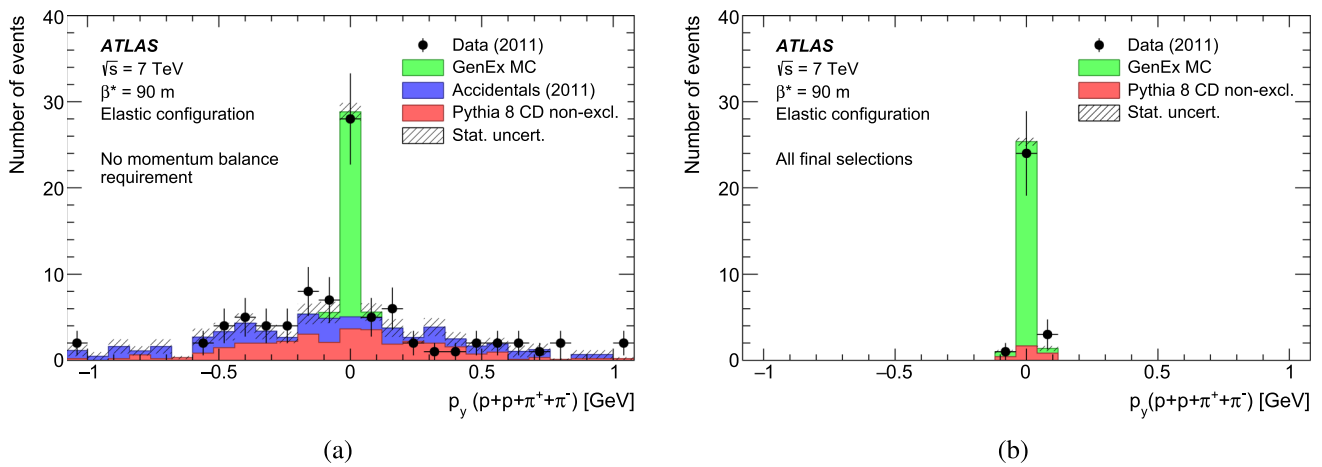 Number of events
40
30
20
10
0
ATLAS
√s = 7 TeV
β* = 90 m
Elastic configuration
No momentum balance
requirement
Data (2011)
GenEx MC
Accidentals (2011)
Pythia 8 CD non-excl.
Stat. uncert.
−1
−0.5
0
0.5
1
p_y (p+p+π⁺+π⁻) [GeV]
(a)
Number of events
40
30
20
10
0
ATLAS
√s = 7 TeV
β* = 90 m
Elastic configuration
All final selections
Data (2011)
GenEx MC
Pythia 8 CD non-excl.
Stat. uncert.
−1
−0.5
0
0.5
1
p_y (p+p+π⁺+π⁻) [GeV]
(b)